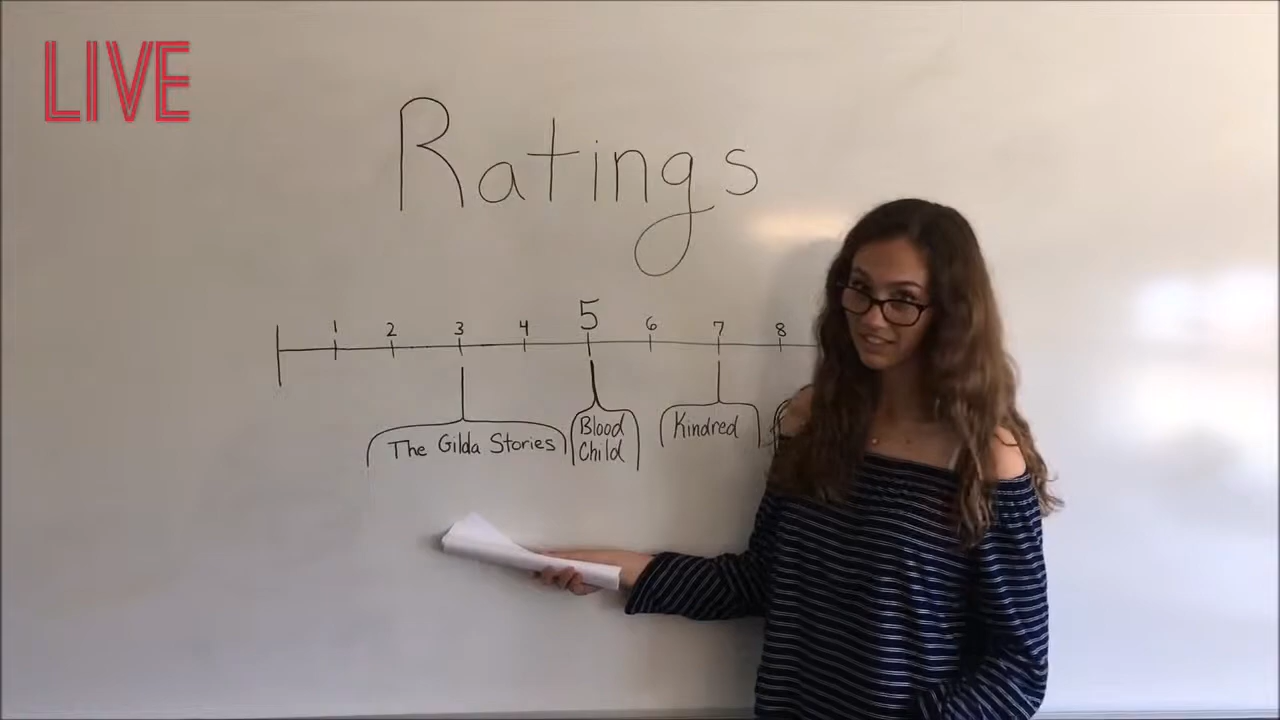 LIVE
Ratings
1 2 3 4 5 6 7 8
The Gilda Stories
Blood
Child
Kindred